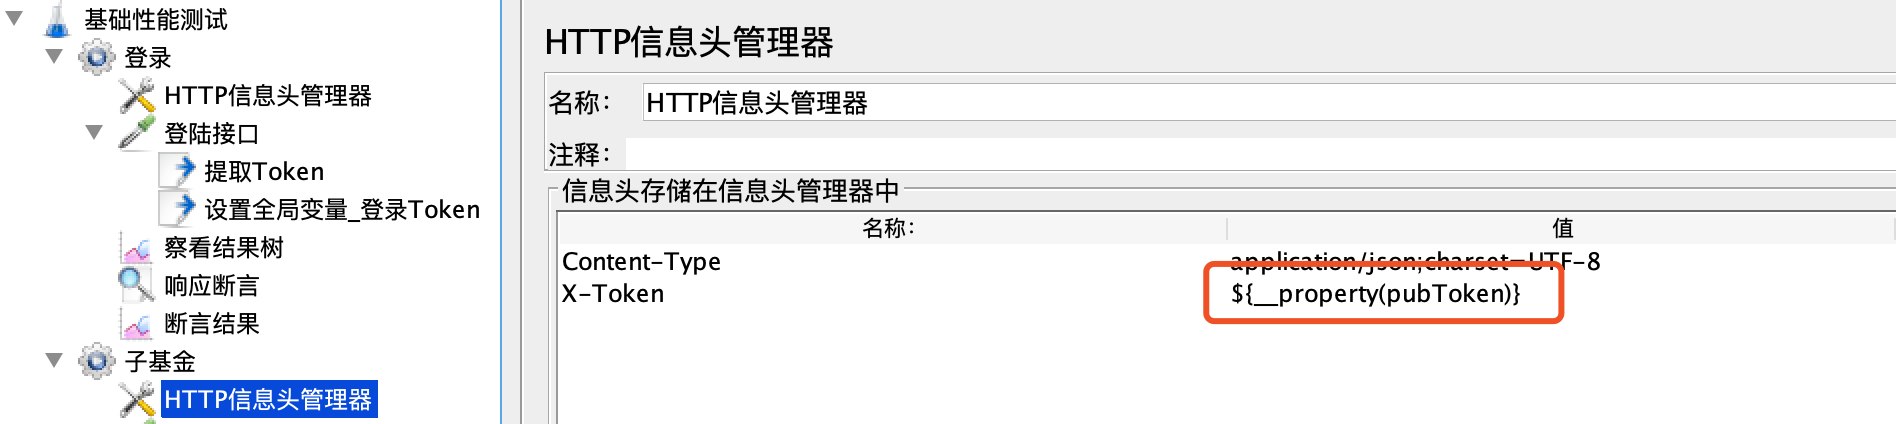 基础性能测试
登录
HTTP信息头管理器
登陆接口
提取Token
设置全局变量_登录Token
察看结果树
响应断言
断言结果
子基金
HTTP信息头管理器
HTTP信息头管理器
名称： HTTP信息头管理器
注释：
信息头存储在信息头管理器中
名称： 值
Content-Type application/json;charset=UTF-8
X-Token ${__property(pubToken)}